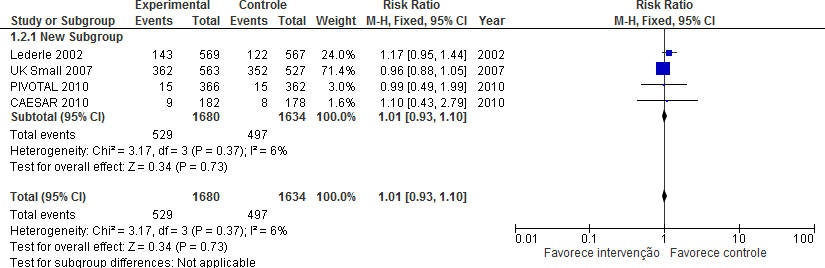 Experimental Controle Risk Ratio Risk Ratio
Study or Subgroup Events Total Events Total Weight M-H, Fixed, 95% CI Year M-H, Fixed, 95% CI
1.2.1 New Subgroup
Lederle 2002 143 569 122 567 24.0% 1.17 [0.95, 1.44] 2002
UK Small 2007 362 563 352 527 71.4% 0.96 [0.88, 1.05] 2007
PIVOTAL 2010 15 366 15 362 3.0% 0.99 [0.49, 1.99] 2010
CAESAR 2010 9 182 8 178 1.6% 1.10 [0.43, 2.79] 2010
Subtotal (95% CI) 1680 1634 100.0% 1.01 [0.93, 1.10]
Total events 529 497
Heterogeneity: Chi² = 3.17, df = 3 (P = 0.37); I² = 6%
Test for overall effect: Z = 0.34 (P = 0.73)
Total (95% CI) 1680 1634 100.0% 1.01 [0.93, 1.10]
Total events 529 497
Heterogeneity: Chi² = 3.17, df = 3 (P = 0.37); I² = 6%
Test for overall effect: Z = 0.34 (P = 0.73)
Test for subgroup differences: Not applicable
0.01 0.1 1 10 100
Favorece intervenção Favorece controle